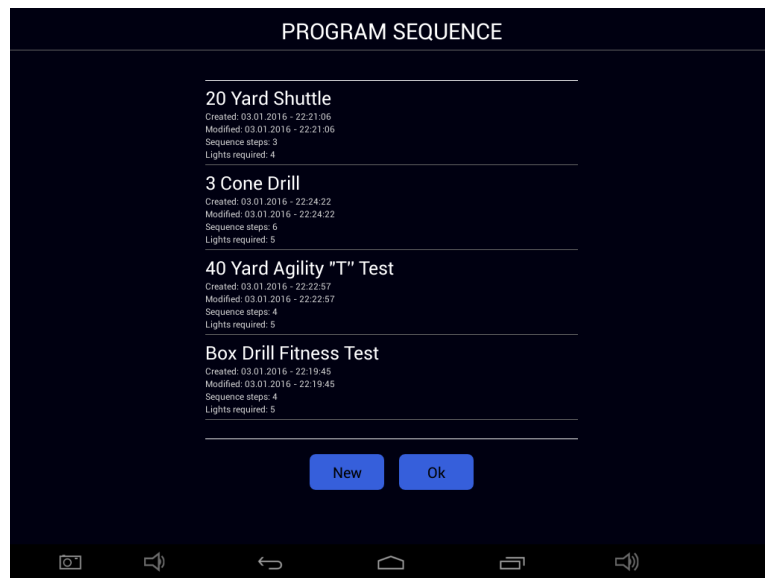 PROGRAM SEQUENCE
20 Yard Shuttle
Created: 03.01.2016 - 22:21:06
Modified: 03.01.2016 - 22:21:06
Sequence steps: 3
Lights required: 4
3 Cone Drill
Created: 03.01.2016 - 22:24:22
Modified: 03.01.2016 - 22:24:22
Sequence steps: 6
Lights required: 5
40 Yard Agility "T'' Test
Created: 03.01.2016 - 22:22:57
Modified: 03.01.2016 - 22:22:57
Sequence steps: 4
Lights required: 5
Box Drill Fitness Test
Created: 03.01.2016 - 22:19:45
Modified: 03.01.2016 - 22:19:45
Sequence steps: 4
Lights required: 5
New Ok